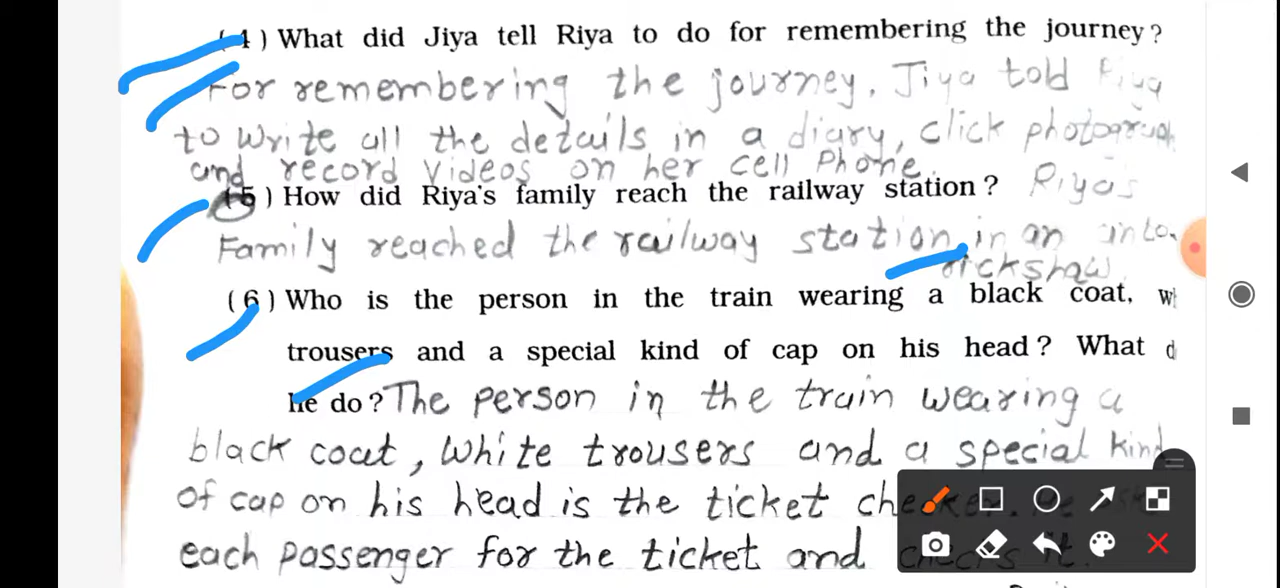 (4) What did Jiya tell Riya to do for remembering the journey?
For remembering the journey, Jiya told Riya
to write all the details in a diary, click photograph
and record videos on her cell Phone.
(5) How did Riya's family reach the railway station? Riya's
Family reached the railway station in an
rickshaw
(6) Who is the person in the train wearing a black coat,
trousers and a special kind of cap on his head? What
he do? The person in the train wearing a
black coat, white trousers and a special kind
of cap on his head is the ticket checker. He
each passenger for the ticket and checks it.